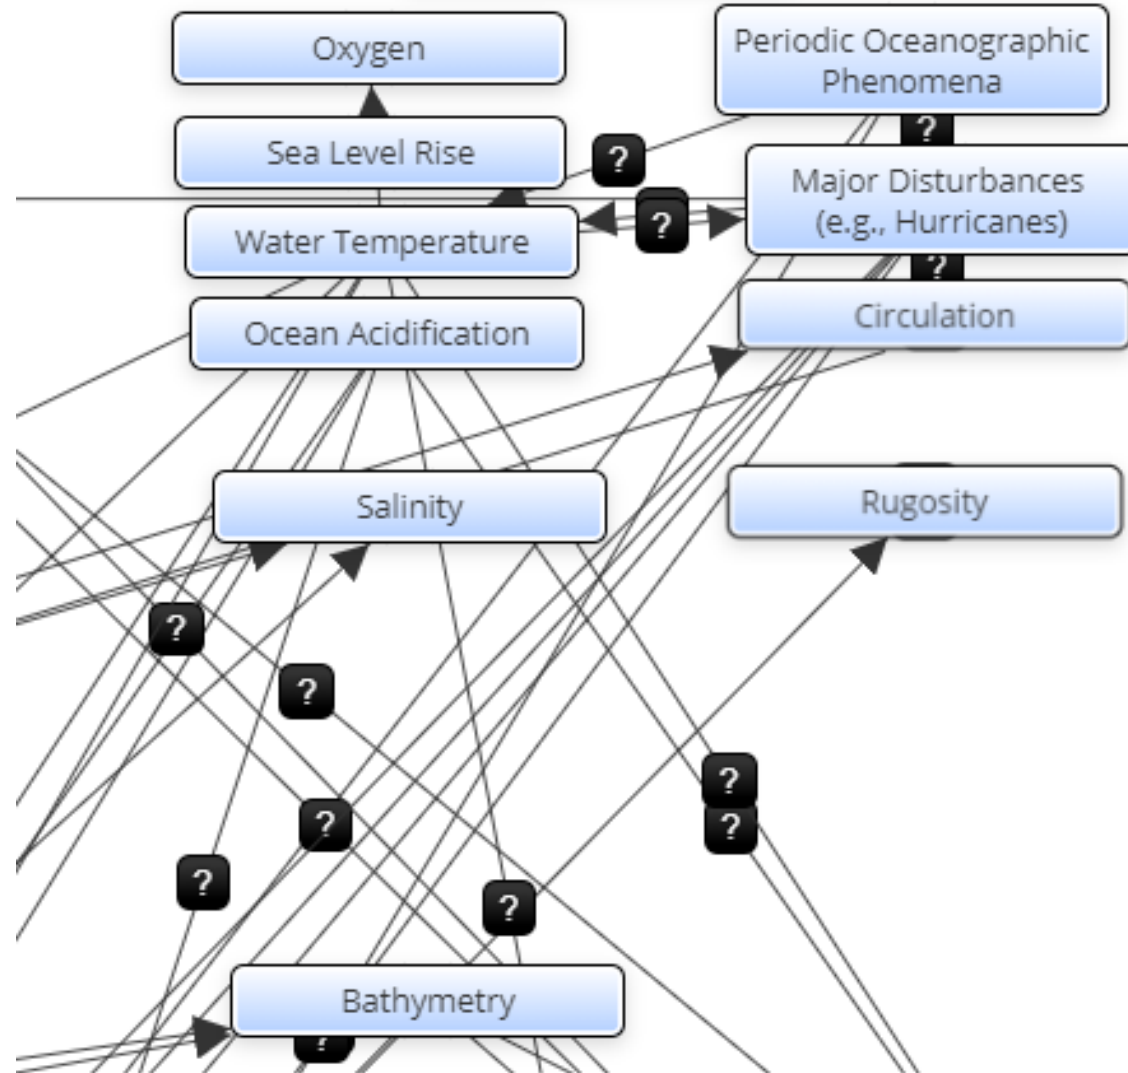 Oxygen
Periodic Oceanographic
Phenomena
Sea Level Rise
?
Major Disturbances
(e.g., Hurricanes)
?
Water Temperature
?
?
Circulation
Ocean Acidification
Salinity
Rugosity
?
?
?
?
?
?
?
Bathymetry
?